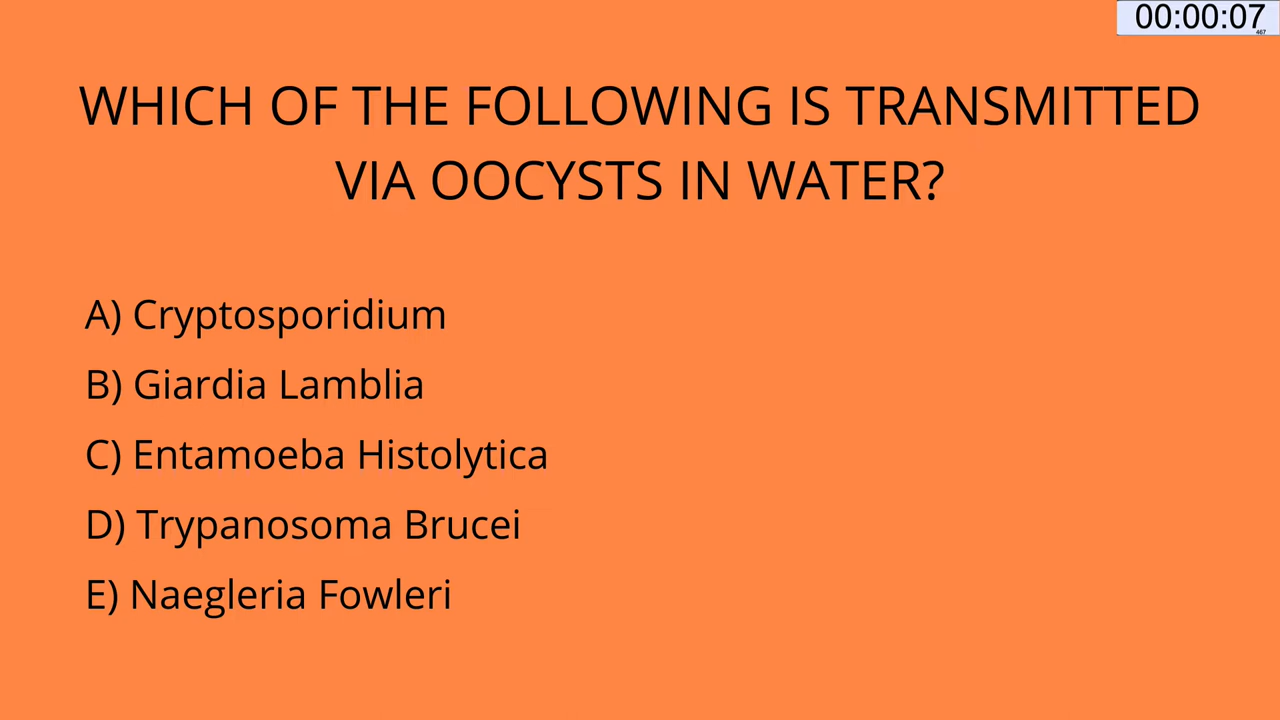 00:00:07
467
WHICH OF THE FOLLOWING IS TRANSMITTED
VIA OOCYSTS IN WATER?
A) Cryptosporidium
B) Giardia Lamblia
C) Entamoeba Histolytica
D) Trypanosoma Brucei
E) Naegleria Fowleri